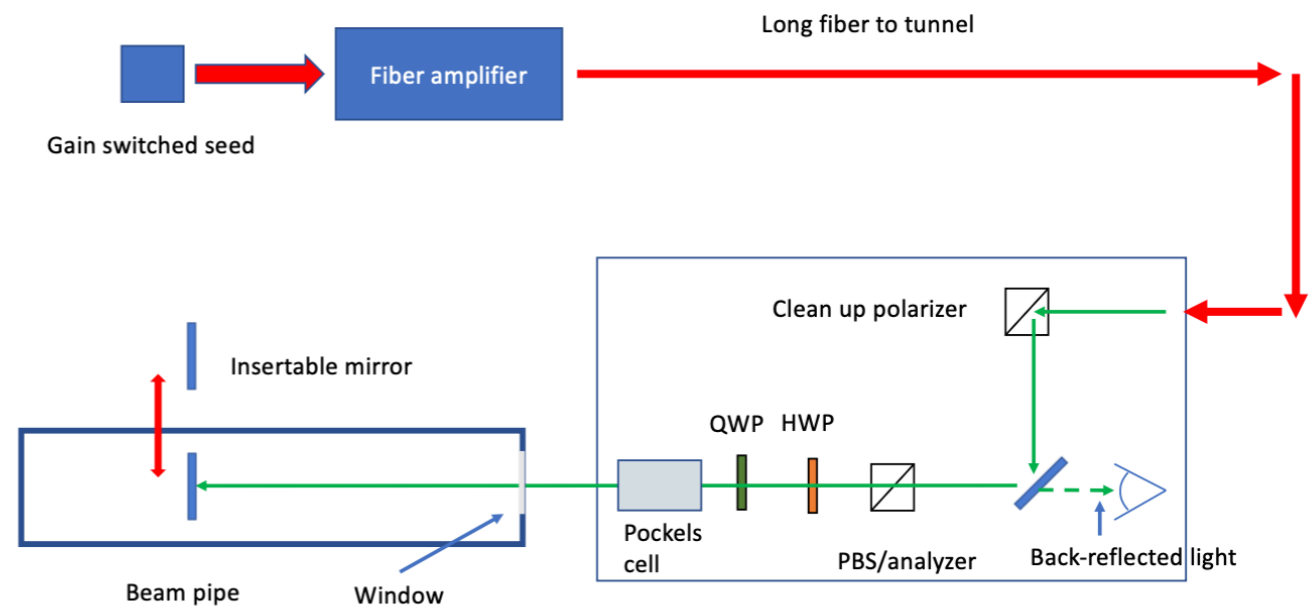 Long fiber to tunnel
Fiber amplifier
Gain switched seed
Clean up polarizer
Insertable mirror
QWP
HWP
Pockels
cell
PBS/analyzer
Back-reflected light
Beam pipe
Window